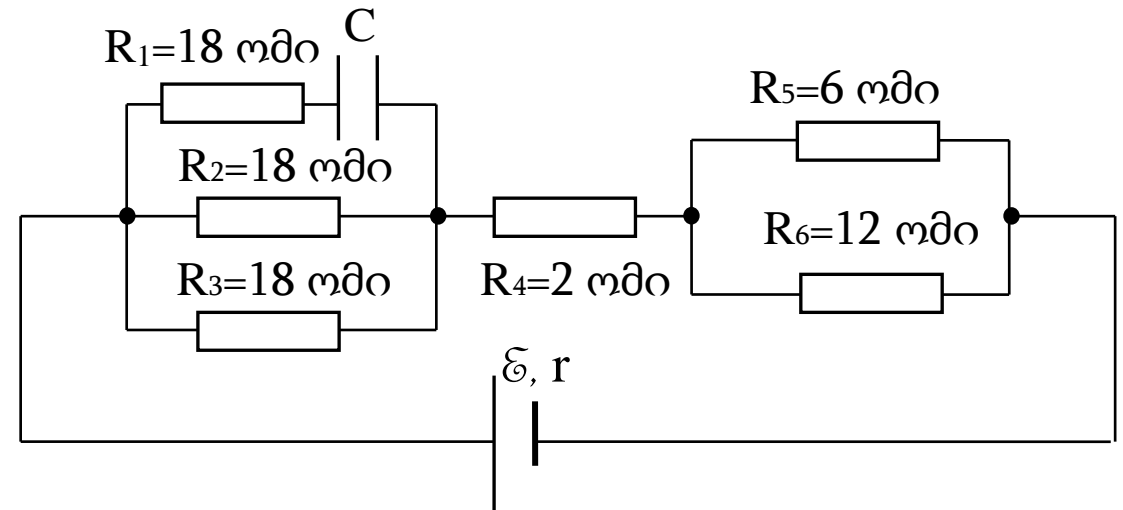 C
R₁=18 ომი
R₅=6 ომი
R₂=18 ომი
R₆=12 ომი
R₃=18 ომი
R₄=2 ომი
ℰ, r